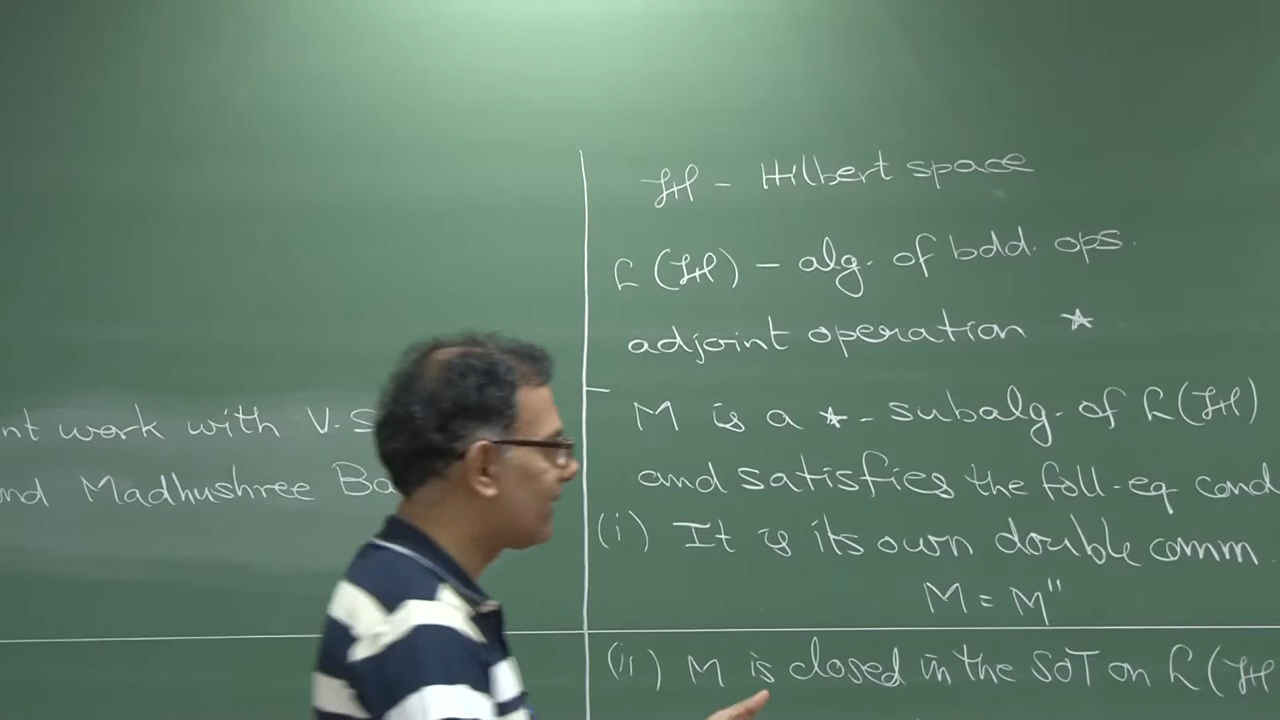 nt work with V.S
nd Madhushree Ba
H - Hilbert space
L(H) - alg. of bdd. ops.
adjoint operation *
M is a *-subalg. of L(H)
and satisfies the foll-eq cond
(i) It is its own double comm.
M = M"
(ii) M is closed in the SOT on L(H